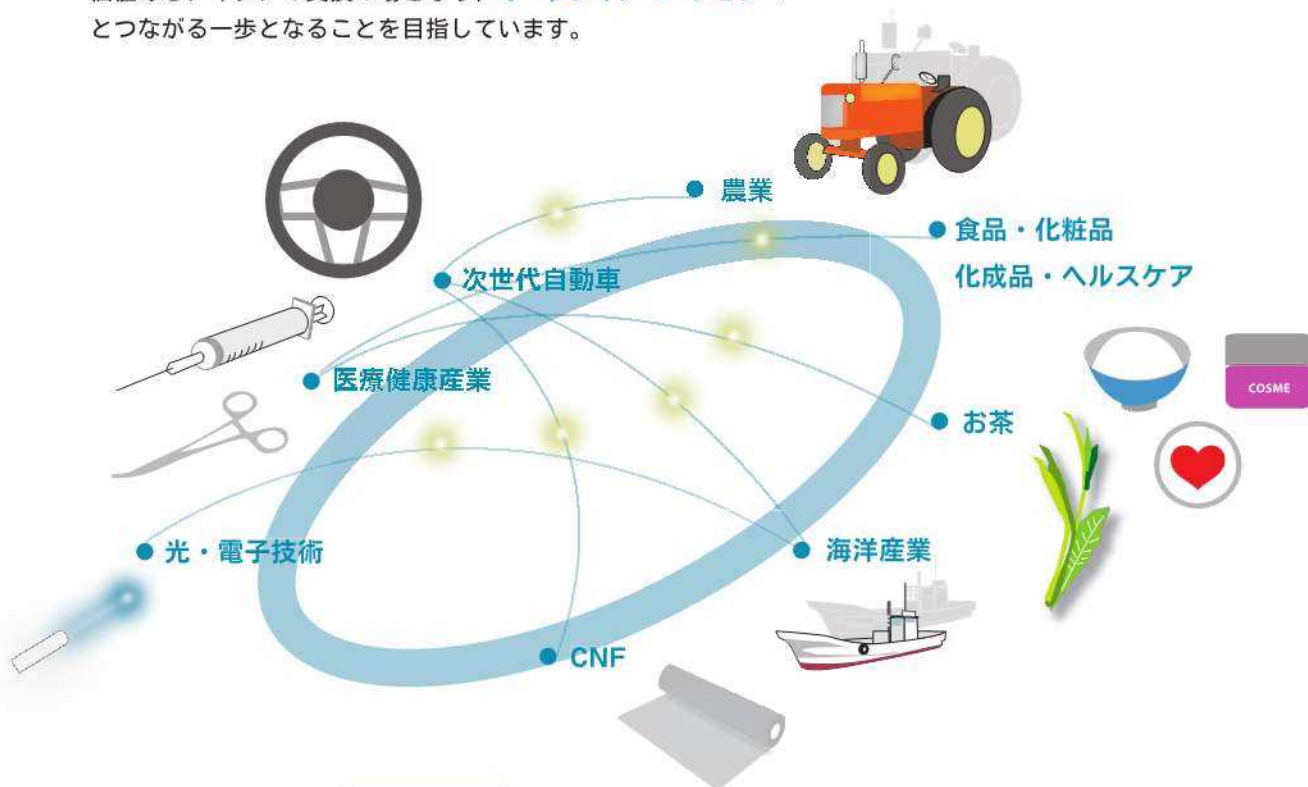 とつながる一歩となることを目指しています。
農業
食品・化粧品
化成品・ヘルスケア
次世代自動車
医療健康産業
COSME
お茶
光・電子技術
海洋産業
CNF